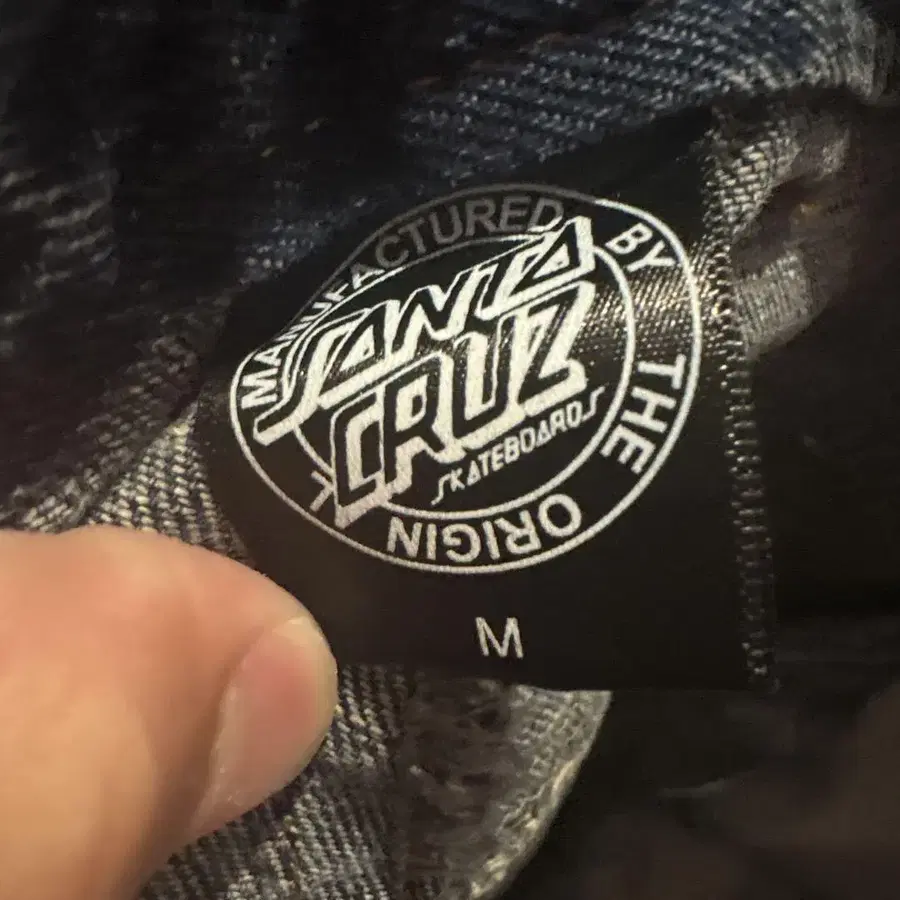 MANUFACTURED BY THE ORIGIN
SANTA
CRUZ
SKATEBOARDS
M